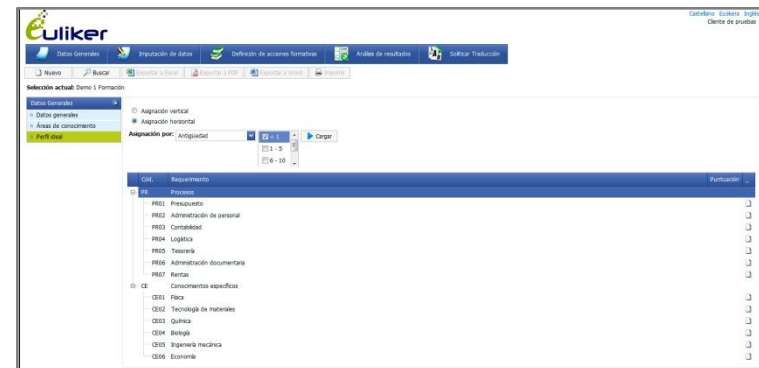 Castellano Euskera Inglés
Cliente de pruebas
Euliker
Datos Generales Imputación de datos Definición de acciones formativas Análisis de resultados Solicitar Traducción
Nuevo Buscar Exportar a Excel Exportar a PDF Exportar a Word Imprimir
Selección actual: Demo 1 Formación
Datos Generales
Datos generales
Áreas de conocimiento
Perfil ideal
Asignación vertical
Asignación horizontal
Asignación por: Antigüedad < 1 Cargar
1 - 5
6 - 10
Cód. Requerimiento Puntuación
PR Procesos
PR01 Presupuesto
PR02 Administración de personal
PR03 Contabilidad
PR04 Logística
PR05 Tesorería
PR06 Administración documentaria
PR07 Rentas
CE Conocimientos específicos
CE01 Física
CE02 Tecnología de materiales
CE03 Química
CE04 Biología
CE05 Ingeniería mecánica
CE06 Economía